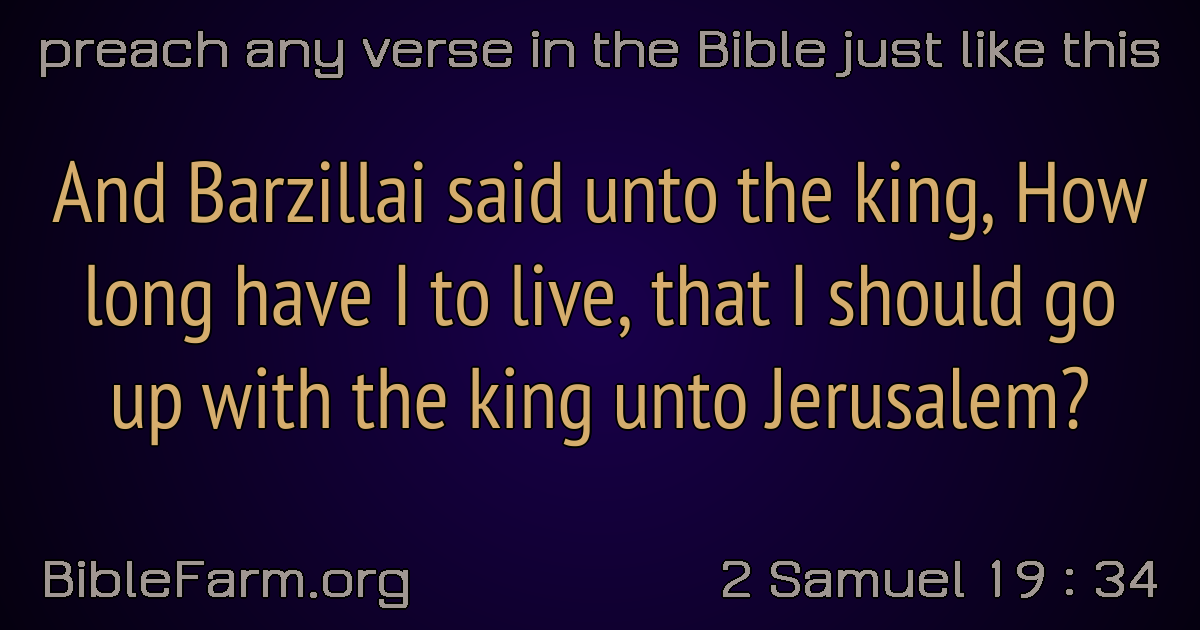 preach any verse in the Bible just like this
And Barzillai said unto the king, How
long have I to live, that I should go
up with the king unto Jerusalem?
BibleFarm.org
2 Samuel 19 : 34